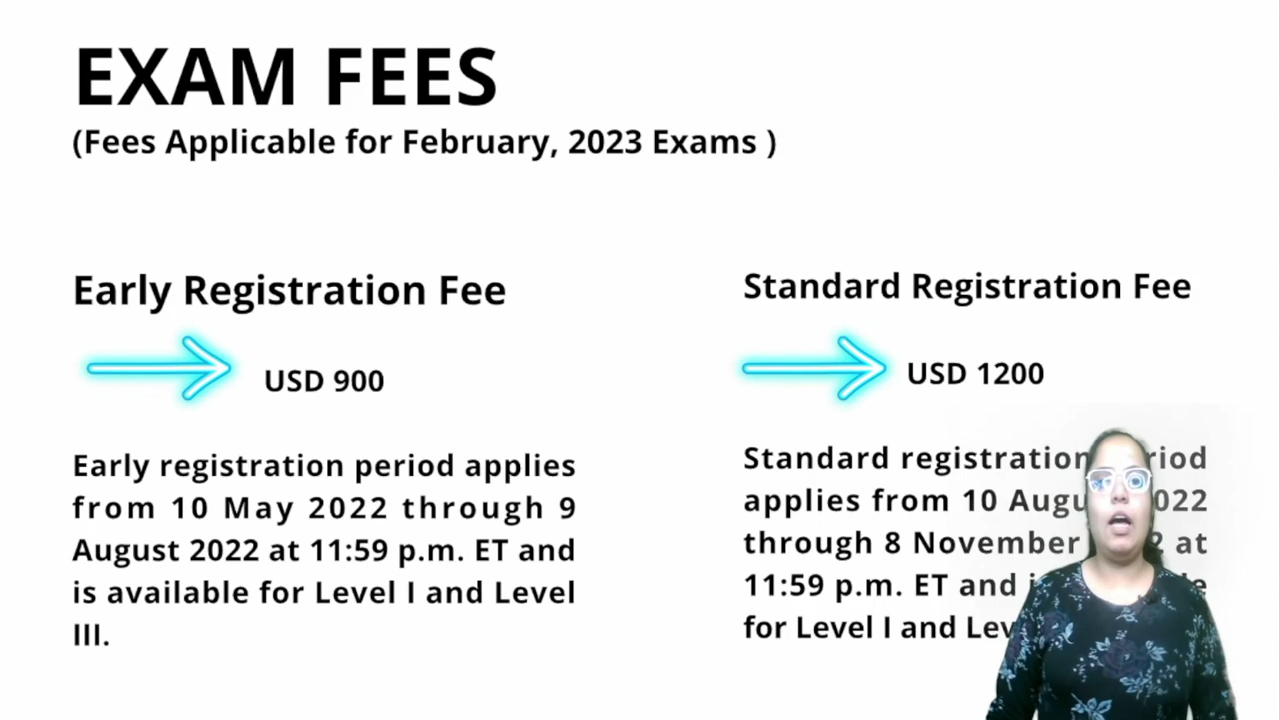 EXAM FEES
(Fees Applicable for February, 2023 Exams )
Early Registration Fee
USD 900
Early registration period applies
from 10 May 2022 through 9
August 2022 at 11:59 p.m. ET and
is available for Level I and Level
III.
Standard Registration Fee
USD 1200
Standard registration
applies from 10
through 8 November at
11:59 p.m. ET and
for Level I and